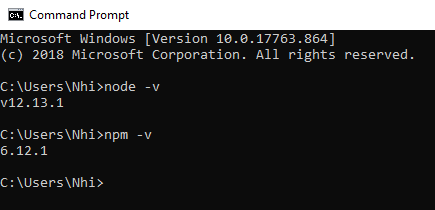 Command Prompt
Microsoft Windows [Version 10.0.17763.864]
(c) 2018 Microsoft Corporation. All rights reserved.
C:\Users\Nhi>node -v
v12.13.1
C:\Users\Nhi>npm -v
6.12.1
C:\Users\Nhi>